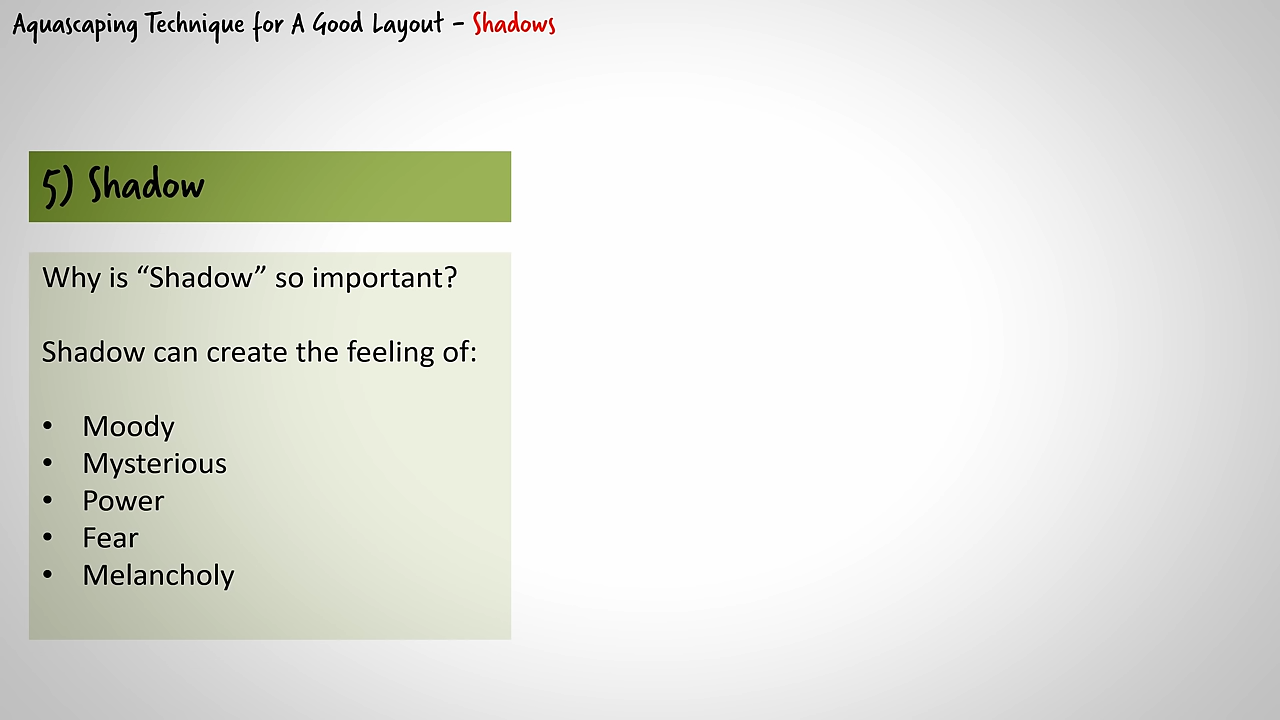 Aquascaping Technique for A Good Layout – Shadows
5) Shadow
Why is “Shadow” so important?
Shadow can create the feeling of:
• Moody
• Mysterious
• Power
• Fear
• Melancholy